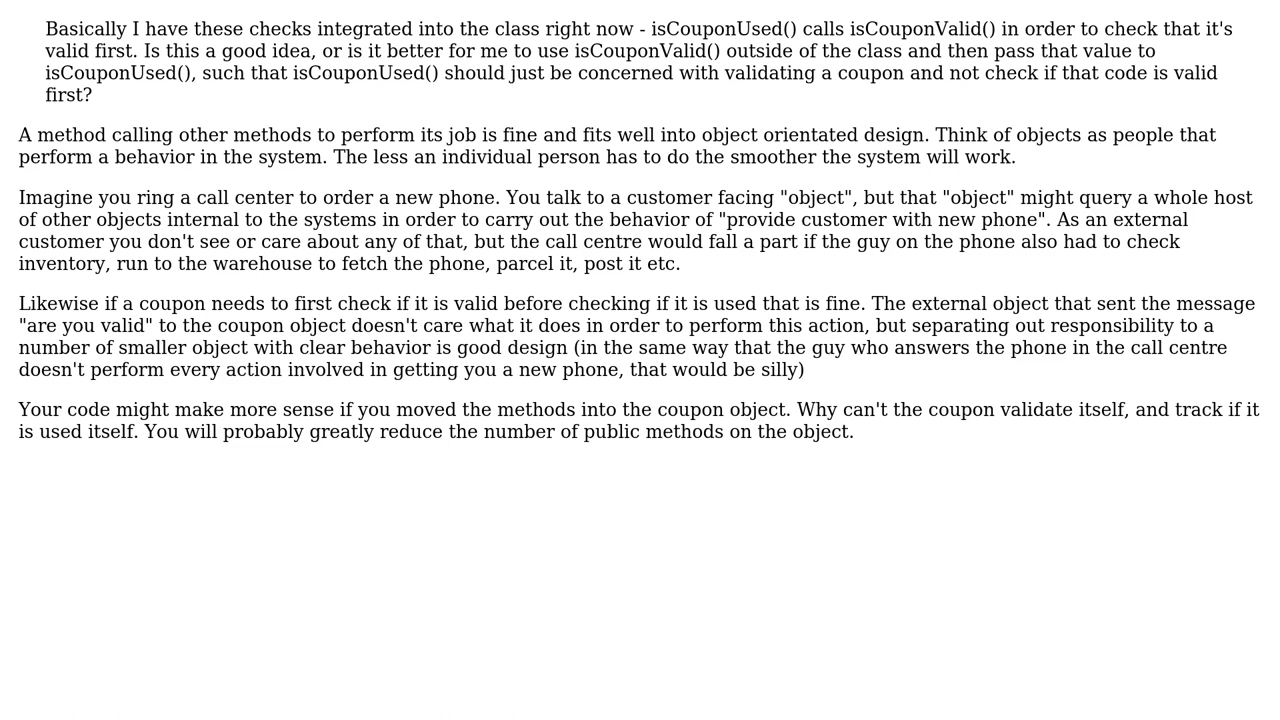 Basically I have these checks integrated into the class right now - isCouponUsed() calls isCouponValid() in order to check that it's
valid first. Is this a good idea, or is it better for me to use isCouponValid() outside of the class and then pass that value to
isCouponUsed(), such that isCouponUsed() should just be concerned with validating a coupon and not check if that code is valid
first?
A method calling other methods to perform its job is fine and fits well into object orientated design. Think of objects as people that
perform a behavior in the system. The less an individual person has to do the smoother the system will work.
Imagine you ring a call center to order a new phone. You talk to a customer facing "object", but that "object" might query a whole host
of other objects internal to the systems in order to carry out the behavior of "provide customer with new phone". As an external
customer you don't see or care about any of that, but the call centre would fall a part if the guy on the phone also had to check
inventory, run to the warehouse to fetch the phone, parcel it, post it etc.
Likewise if a coupon needs to first check if it is valid before checking if it is used that is fine. The external object that sent the message
"are you valid" to the coupon object doesn't care what it does in order to perform this action, but separating out responsibility to a
number of smaller object with clear behavior is good design (in the same way that the guy who answers the phone in the call centre
doesn't perform every action involved in getting you a new phone, that would be silly)
Your code might make more sense if you moved the methods into the coupon object. Why can't the coupon validate itself, and track if it
is used itself. You will probably greatly reduce the number of public methods on the object.